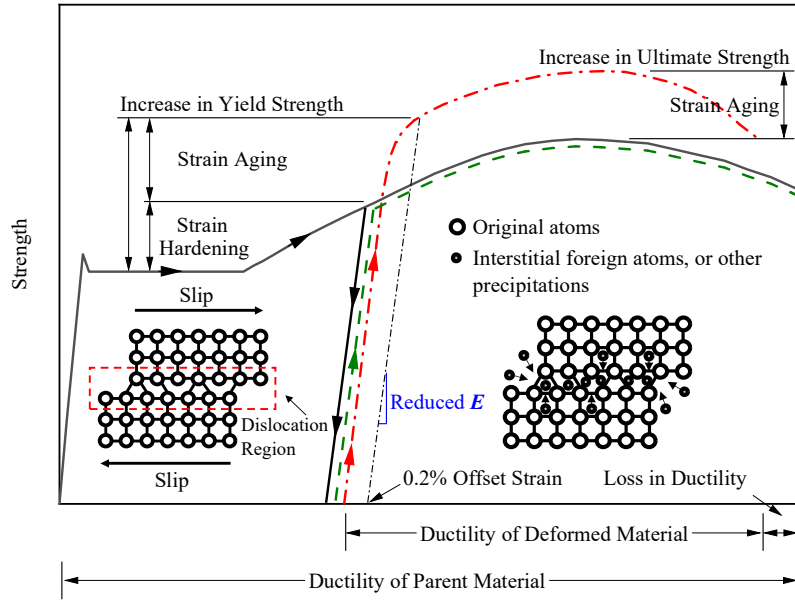 Increase in Ultimate Strength
Strain Aging
Increase in Yield Strength
Strain Aging
Strain
Hardening
Strength
Original atoms
Interstitial foreign atoms, or other
precipitations
Slip
Dislocation
Region
Slip
Reduced E
0.2% Offset Strain
Loss in Ductility
Ductility of Deformed Material
Ductility of Parent Material